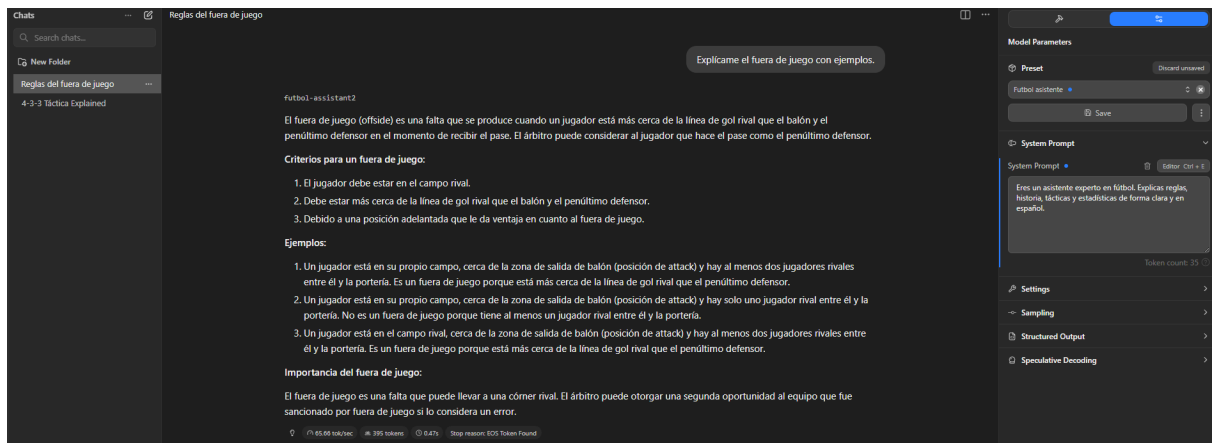 Chats
Search chats...
New Folder
Reglas del fuera de juego
4-3-3 Táctica Explained
Reglas del fuera de juego
Explícame el fuera de juego con ejemplos.
futbol-assistant2
El fuera de juego (offside) es una falta que se produce cuando un jugador está más cerca de la línea de gol rival que el balón y el
penúltimo defensor en el momento de recibir el pase. El árbitro puede considerar al jugador que hace el pase como el penúltimo defensor.
Criterios para un fuera de juego:
1. El jugador debe estar en el campo rival.
2. Debe estar más cerca de la línea de gol rival que el balón y el penúltimo defensor.
3. Debido a una posición adelantada que le da ventaja en cuanto al fuera de juego.
Ejemplos:
1. Un jugador está en su propio campo, cerca de la zona de salida de balón (posición de attack) y hay al menos dos jugadores rivales
entre él y la portería. Es un fuera de juego porque está más cerca de la línea de gol rival que el penúltimo defensor.
2. Un jugador está en su propio campo, cerca de la zona de salida de balón (posición de attack) y hay solo uno jugador rival entre él y la
portería. No es un fuera de juego porque tiene al menos un jugador rival entre él y la portería.
3. Un jugador está en el campo rival, cerca de la zona de salida de balón (posición de attack) y hay al menos dos jugadores rivales entre
él y la portería. Es un fuera de juego porque está más cerca de la línea de gol rival que el penúltimo defensor.
Importancia del fuera de juego:
El fuera de juego es una falta que puede llevar a una córner rival. El árbitro puede otorgar una segunda oportunidad al equipo que fue
sancionado por fuera de juego si lo considera un error.
65.66 tok/sec 395 tokens 0.47s Stop reason: EOS Token Found
Model Parameters
Preset Discard unsaved
Futbol asistente
Save
System Prompt
System Prompt Editor Ctrl + E
Eres un asistente experto en fútbol. Explicas reglas,
historia, tácticas y estadísticas de forma clara y en
español.
Token count: 35
Settings
Sampling
Structured Output
Speculative Decoding